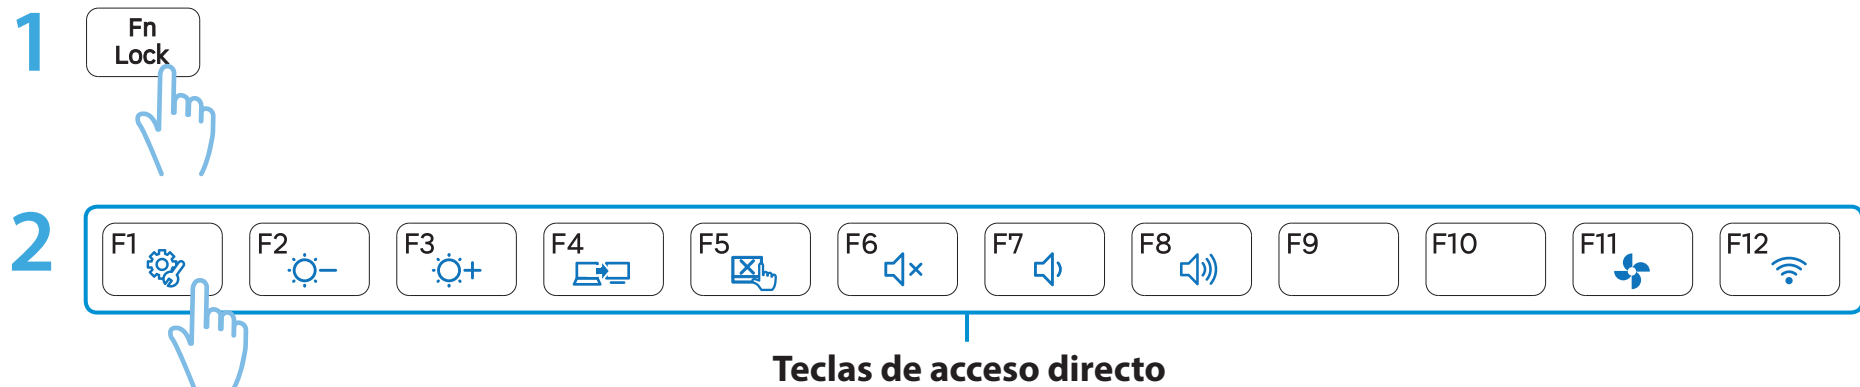 1
Fn
Lock
2
F1 F2 F3 F4 F5 F6 F7 F8 F9 F10 F11 F12
Teclas de acceso directo